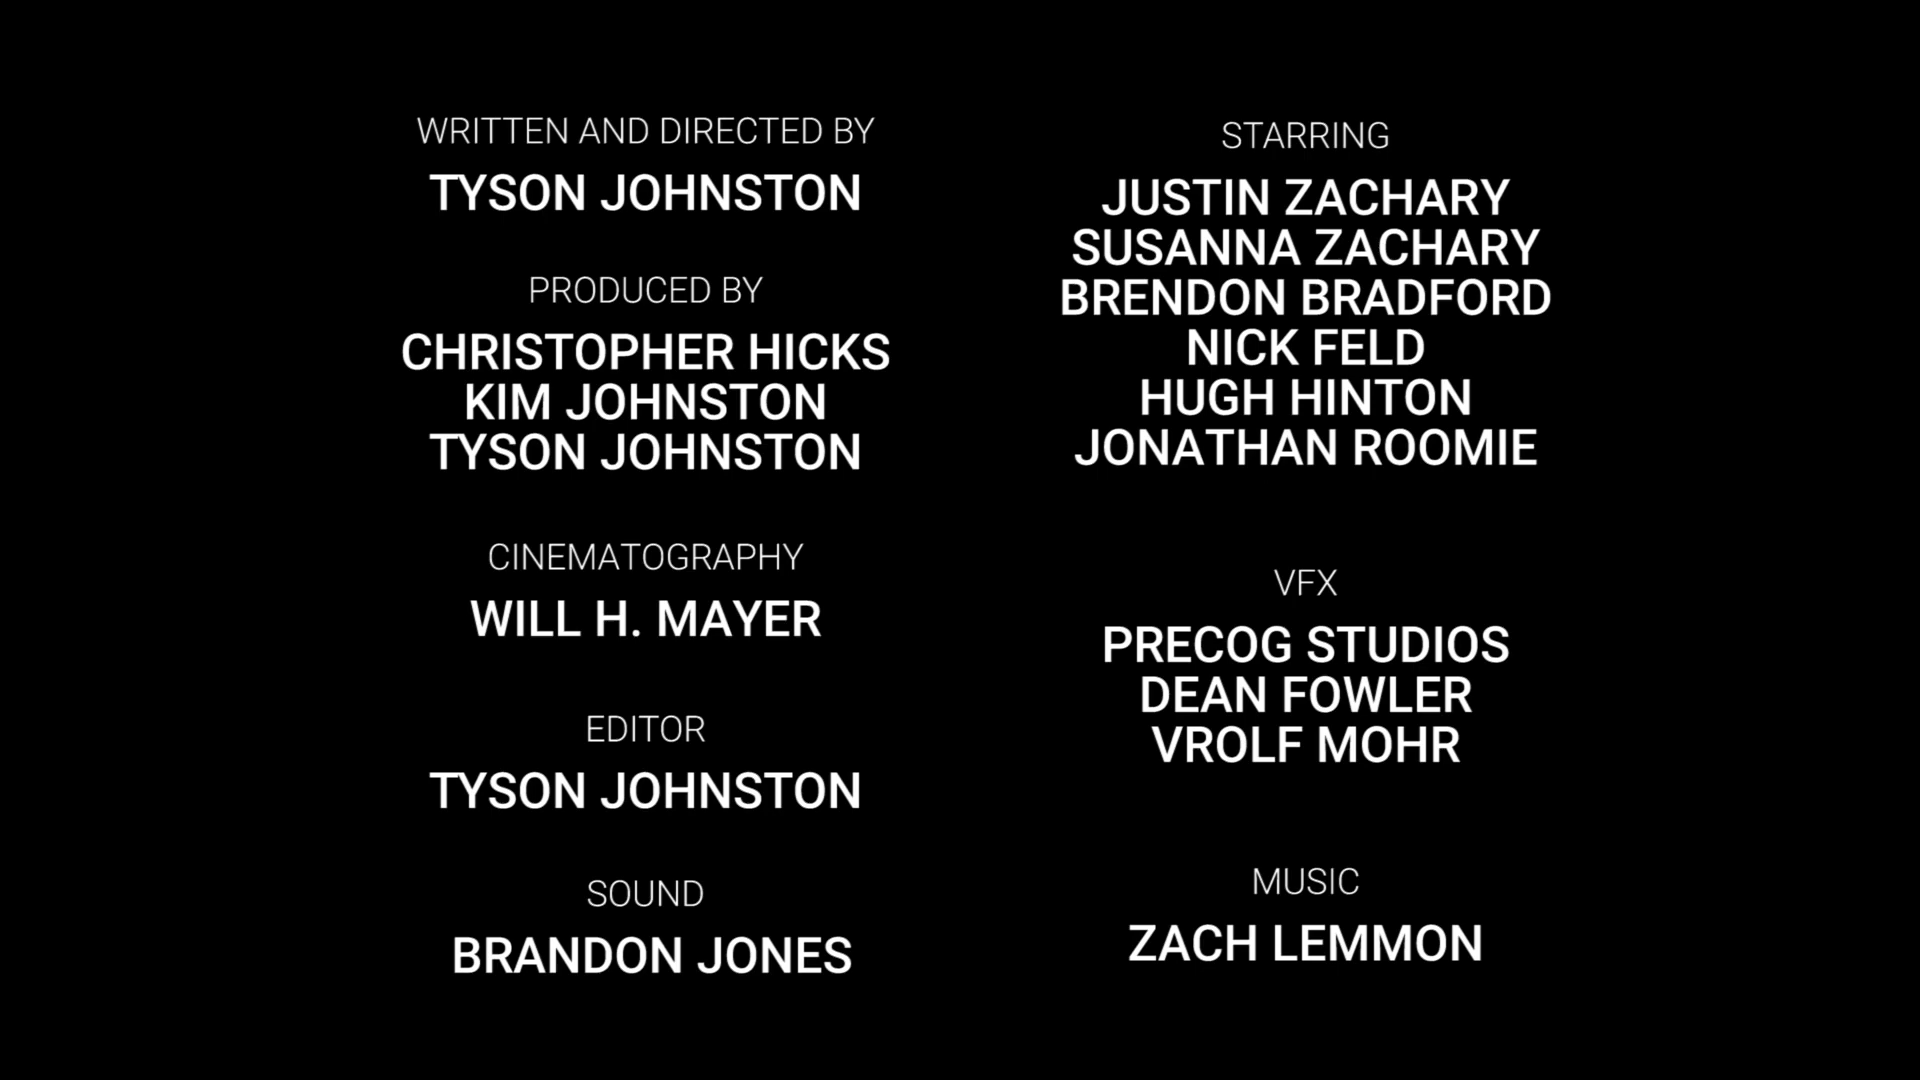 WRITTEN AND DIRECTED BY
TYSON JOHNSTON
PRODUCED BY
CHRISTOPHER HICKS
KIM JOHNSTON
TYSON JOHNSTON
CINEMATOGRAPHY
WILL H. MAYER
EDITOR
TYSON JOHNSTON
SOUND
BRANDON JONES
STARRING
JUSTIN ZACHARY
SUSANNA ZACHARY
BRENDON BRADFORD
NICK FELD
HUGH HINTON
JONATHAN ROOMIE
VFX
PRECOG STUDIOS
DEAN FOWLER
VROLF MOHR
MUSIC
ZACH LEMMON